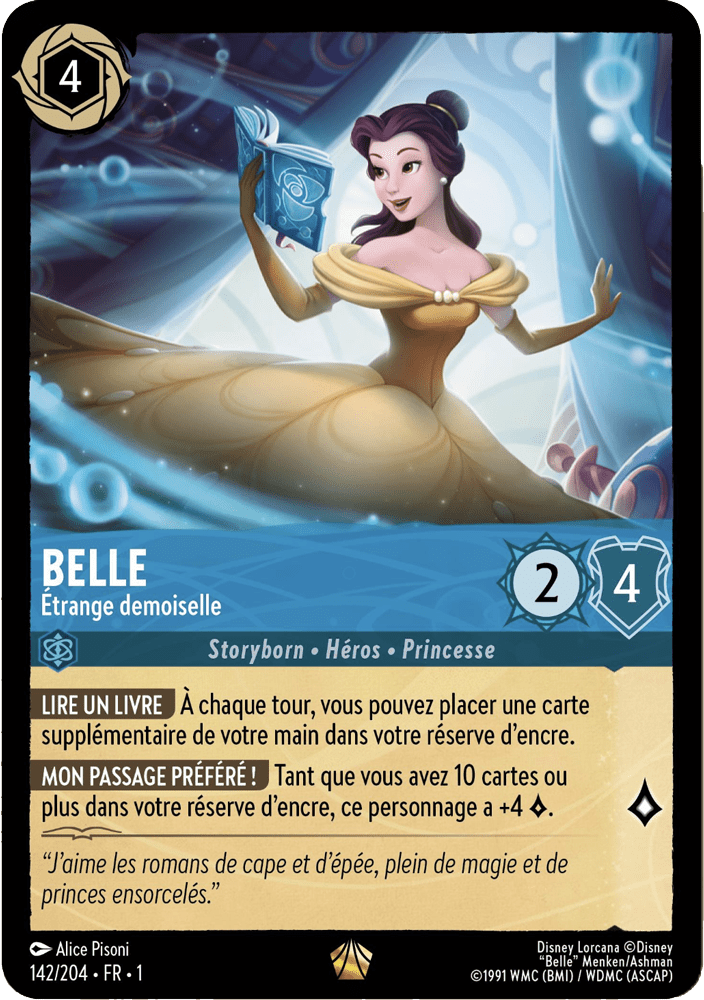 4
BELLE
Étrange demoiselle
2
4
Storyborn • Héros • Princesse
LIRE UN LIVRE À chaque tour, vous pouvez placer une carte
supplémentaire de votre main dans votre réserve d’encre.
MON PASSAGE PRÉFÉRÉ ! Tant que vous avez 10 cartes ou
plus dans votre réserve d’encre, ce personnage a +4 .
“J’aime les romans de cape et d’épée, plein de magie et de
princes ensorcelés.”
Alice Pisoni
142/204 • FR • 1
Disney Lorcana ©Disney
“Belle” Menken/Ashman
©1991 WMC (BMI) / WDMC (ASCAP)